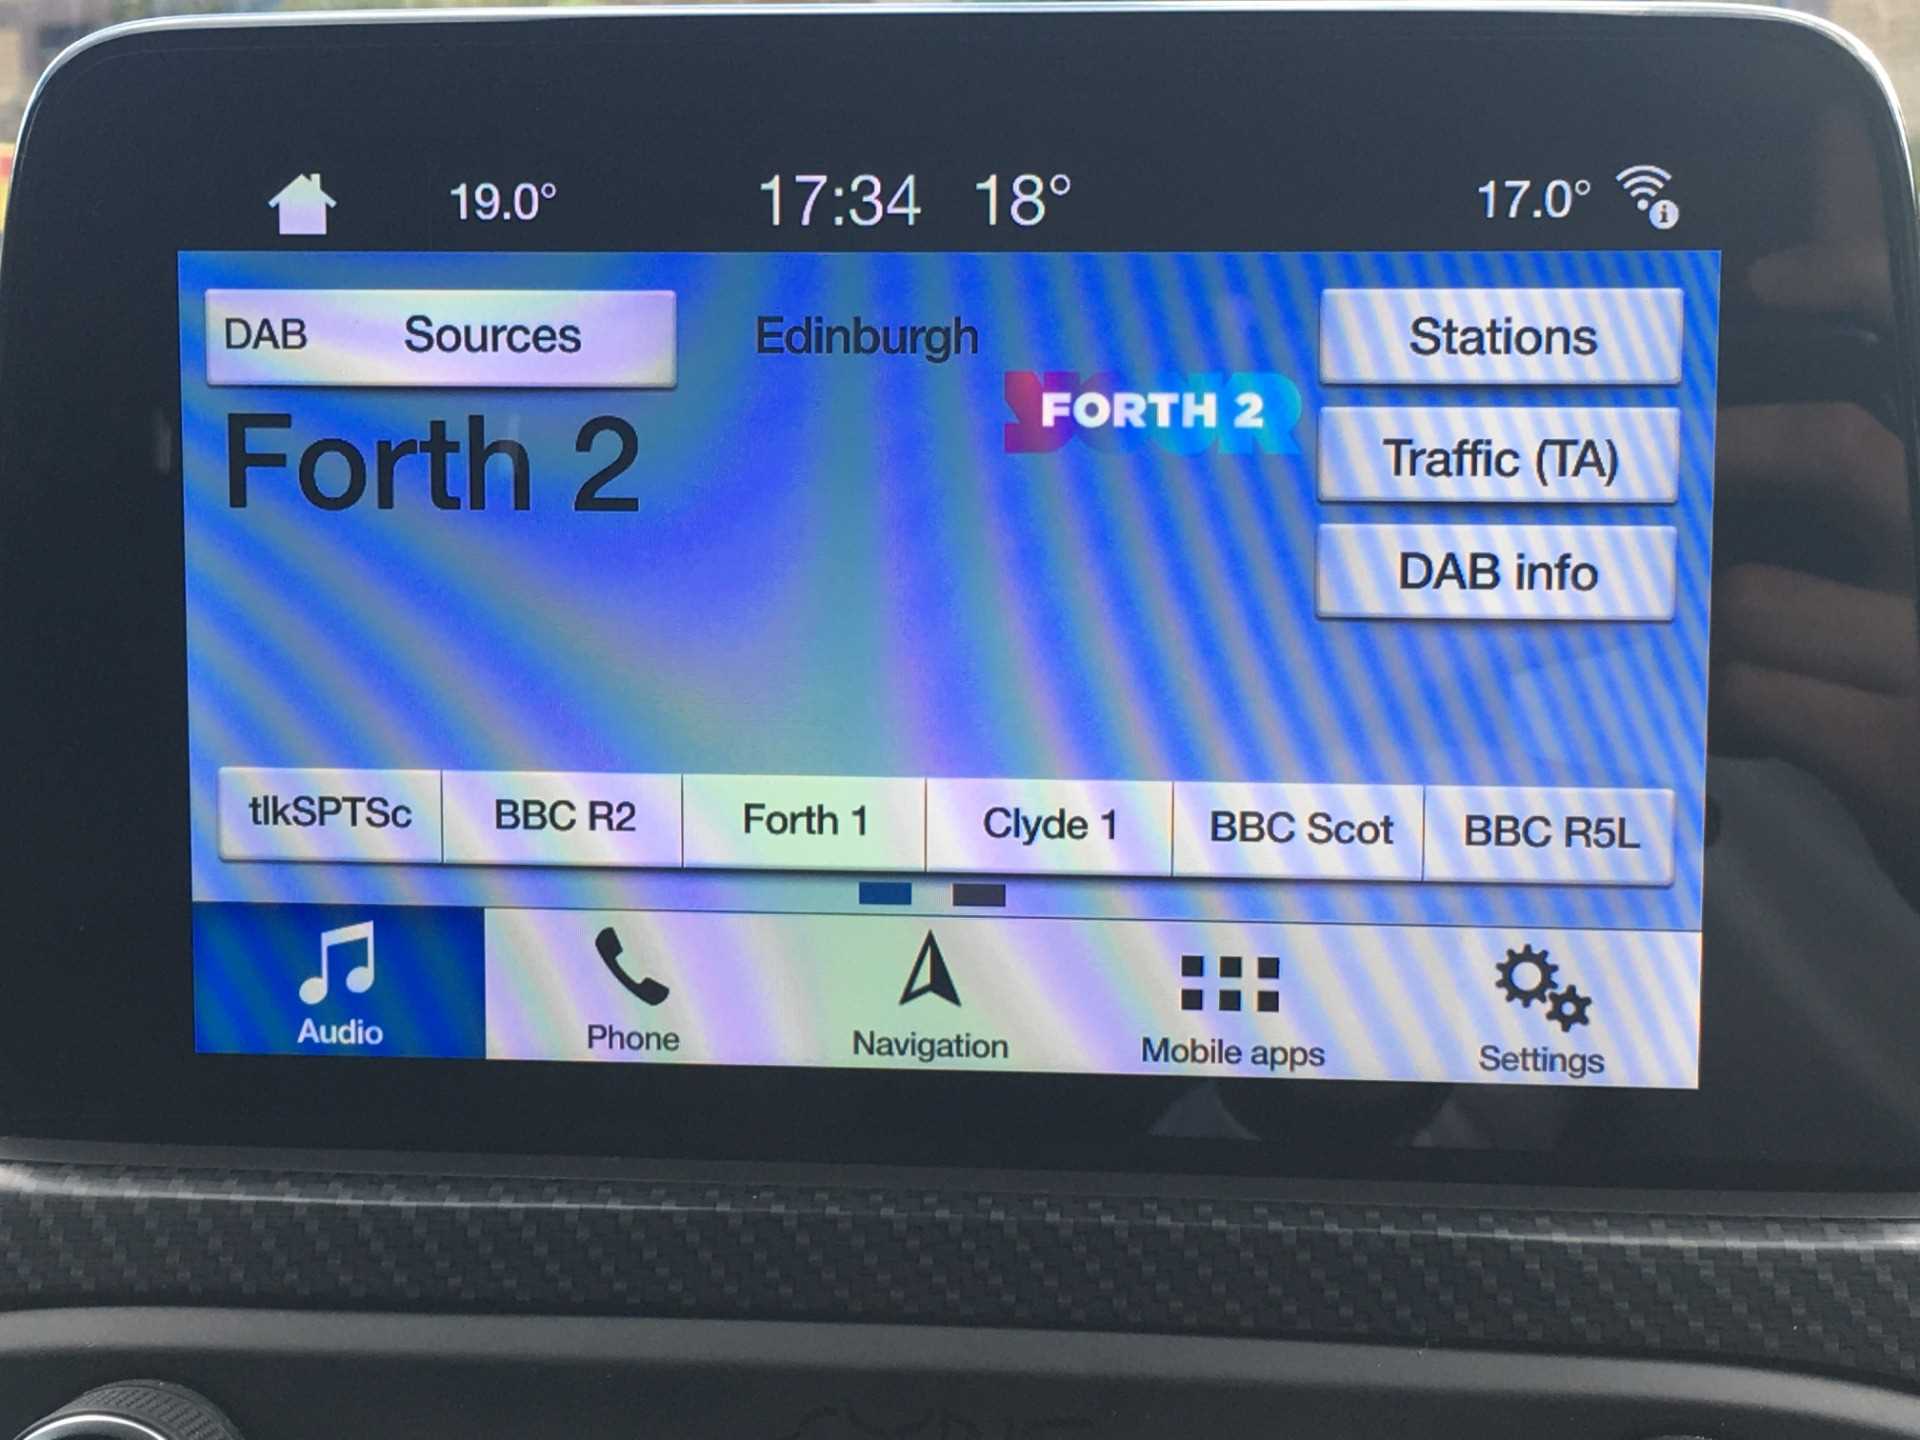 19.0° 17:34 18° 17.0°
DAB Sources Edinburgh Stations
FORTH 2
Forth 2
Traffic (TA)
DAB info
tlkSPTSc BBC R2 Forth 1 Clyde 1 BBC Scot BBC R5L
Audio Phone Navigation Mobile apps Settings